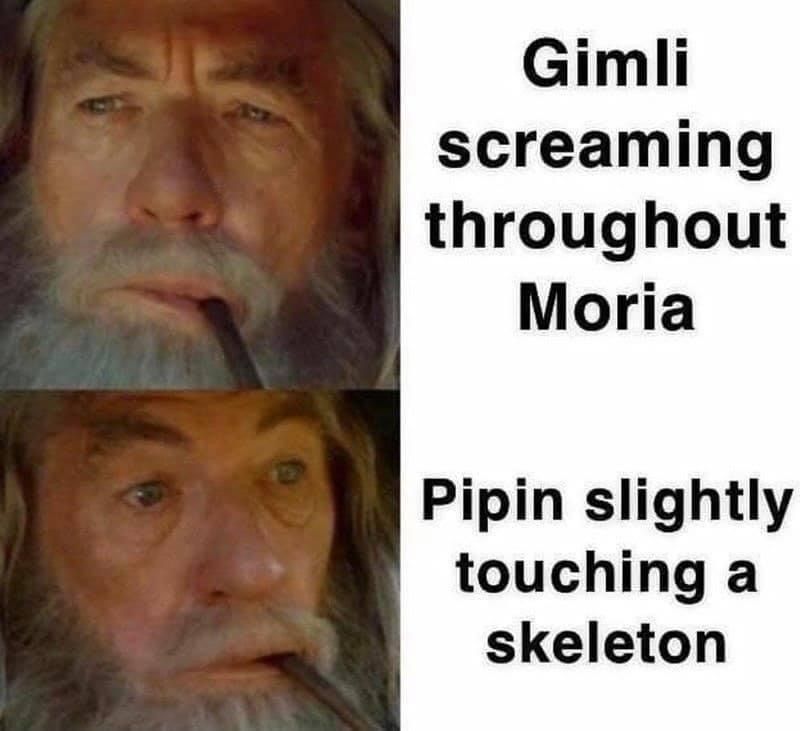 Gimli
screaming
throughout
Moria
Pipin slightly
touching a
skeleton